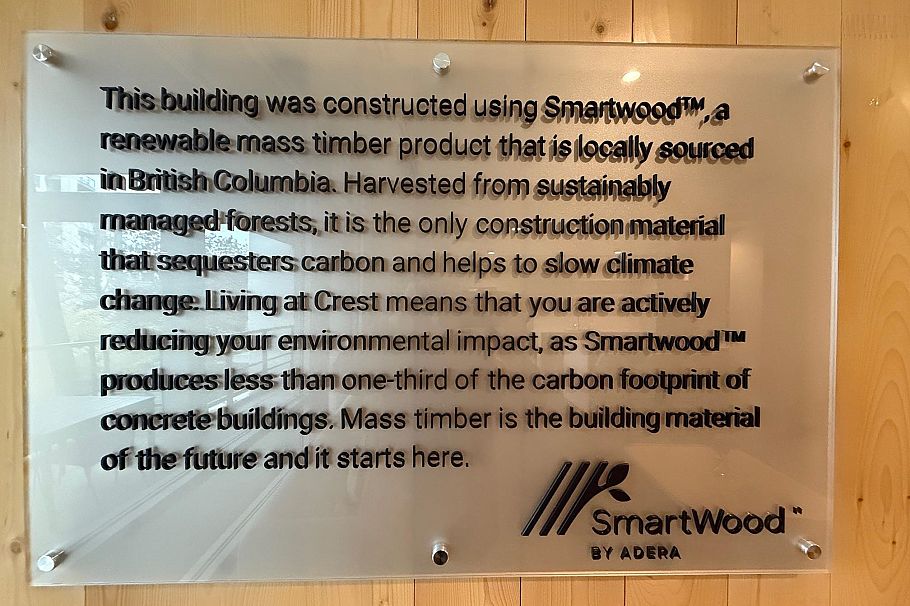 This building was constructed using Smartwood™, a
renewable mass timber product that is locally sourced
in British Columbia. Harvested from sustainably
managed forests, it is the only construction material
that sequesters carbon and helps to slow climate
change. Living at Crest means that you are actively
reducing your environmental impact, as Smartwood™
produces less than one-third of the carbon footprint of
concrete buildings. Mass timber is the building material
of the future and it starts here.
SmartWood™
BY ADERA